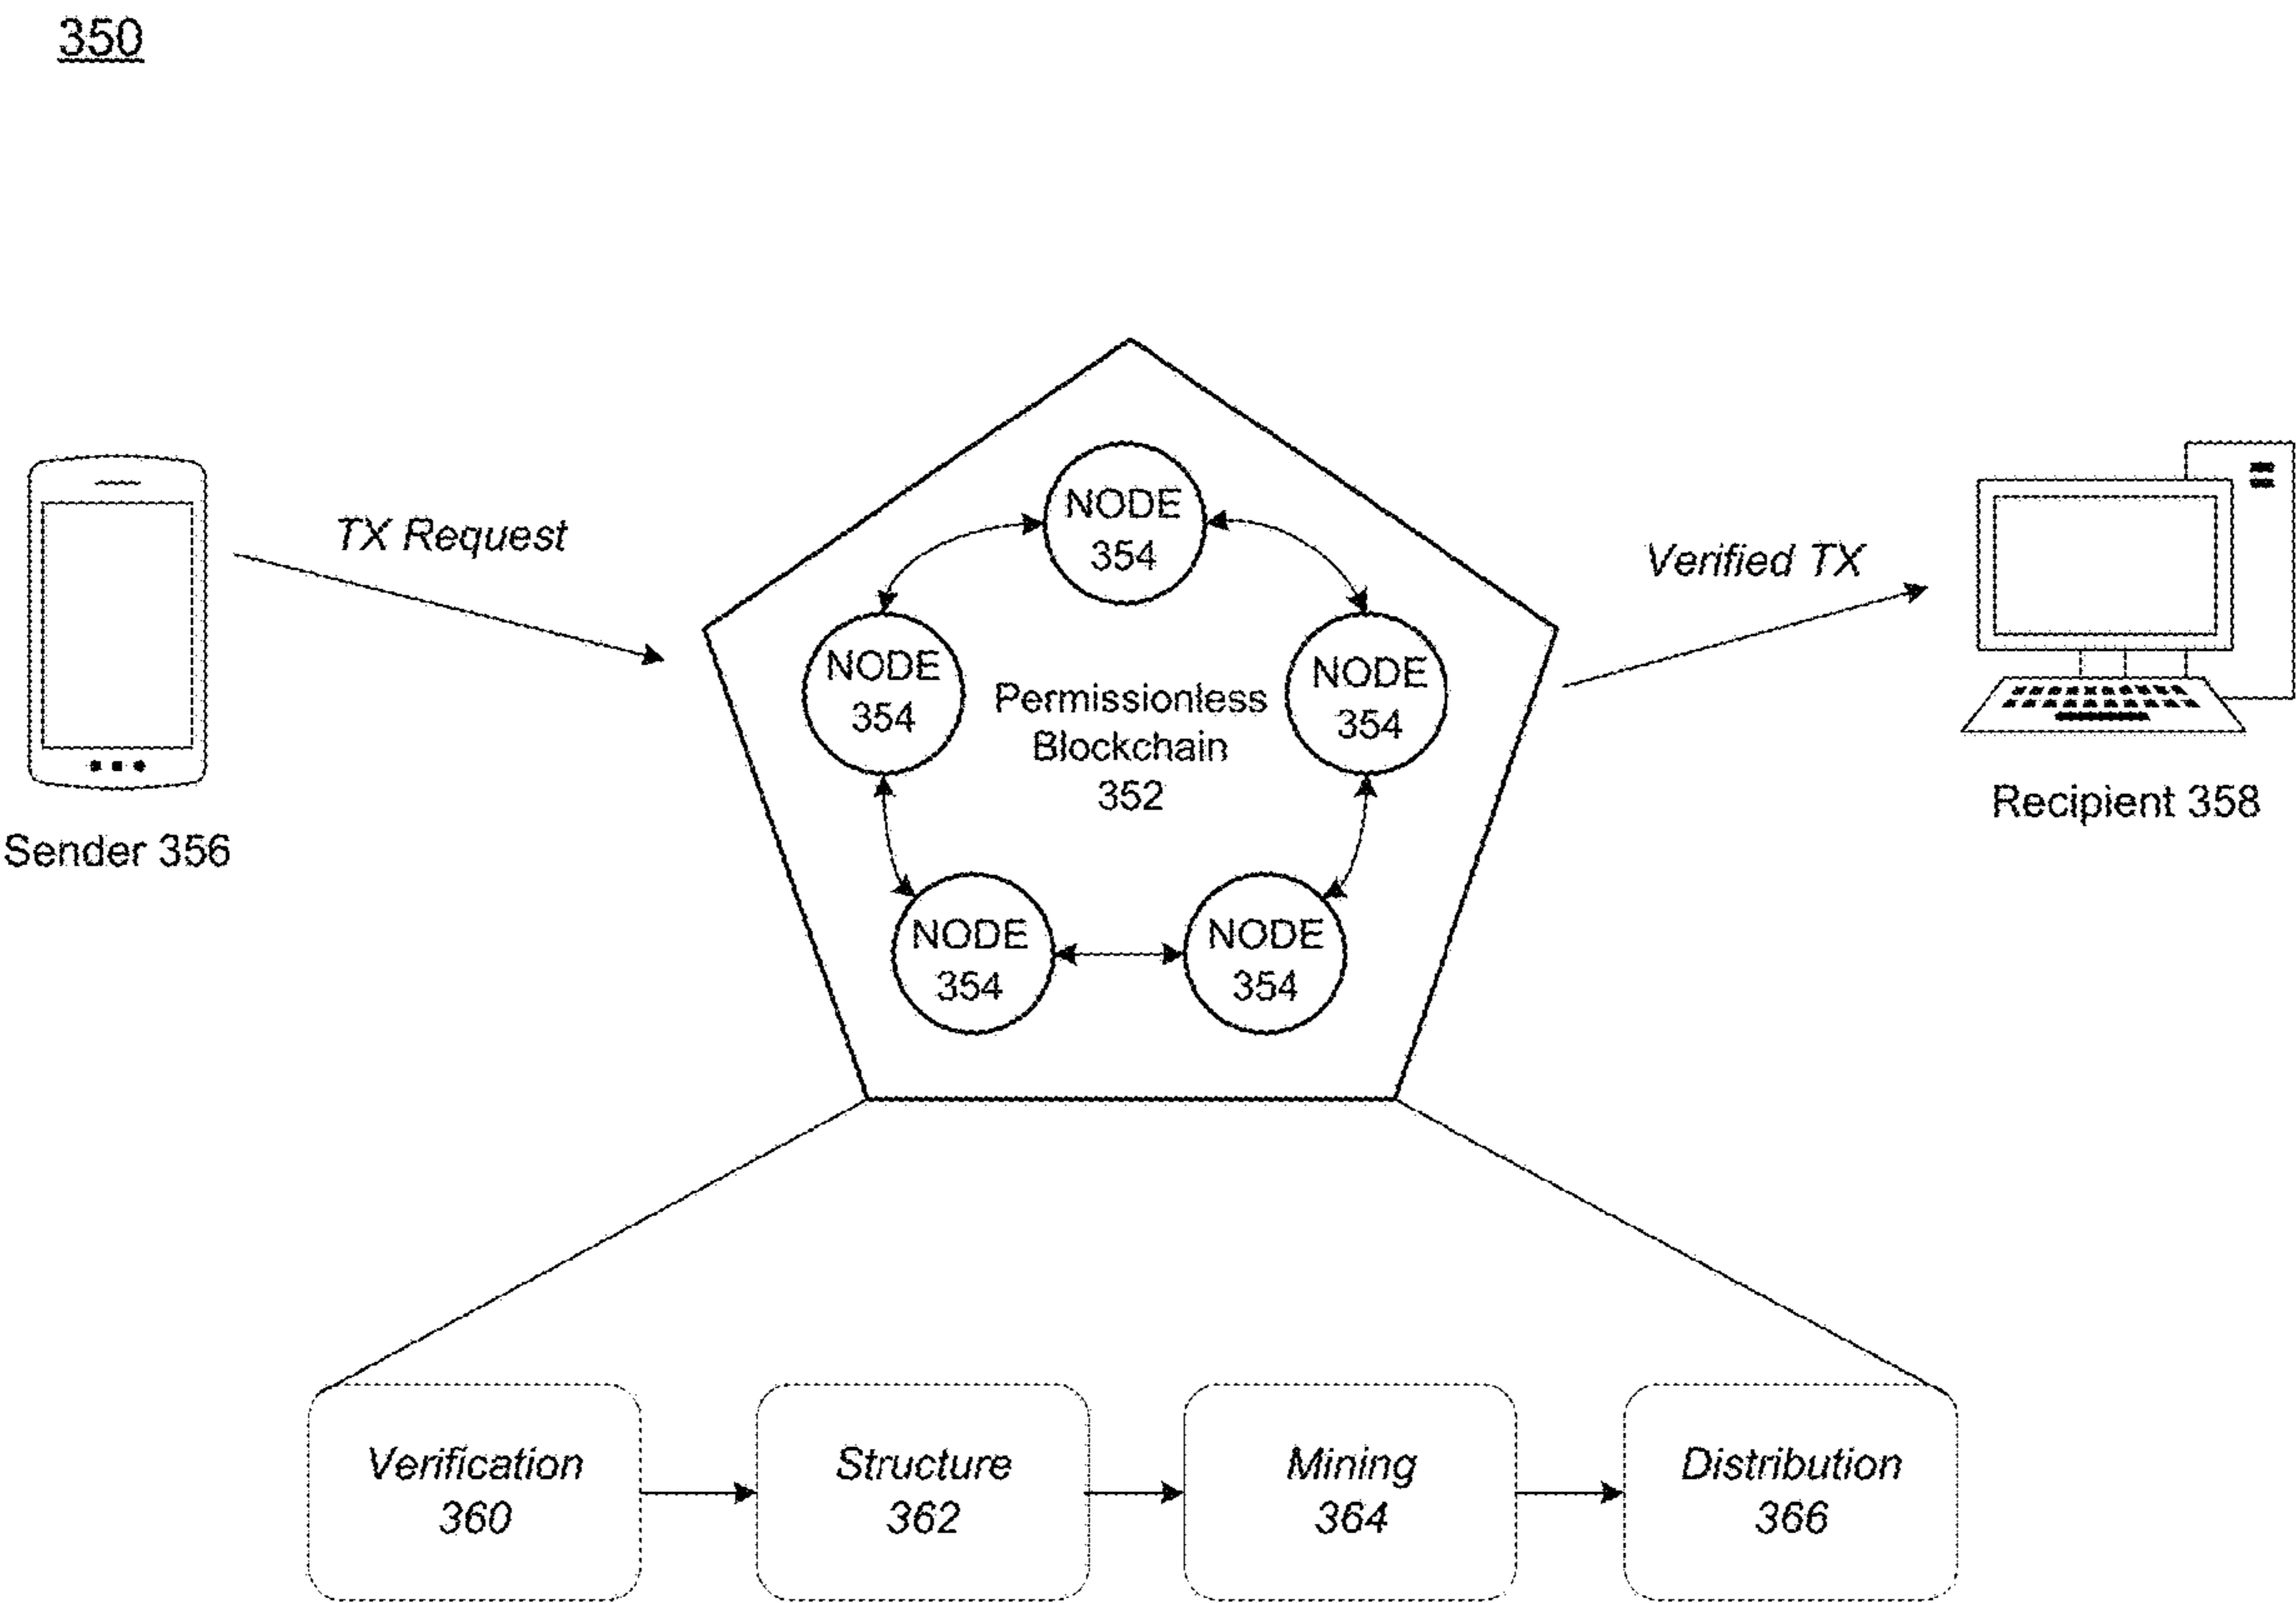 350
TX Request
Verified TX
NODE
354
NODE
354
NODE
354
Permissionless
Blockchain
352
NODE
354
NODE
354
Sender 356
Recipient 358
Verification
360
Structure
362
Mining
364
Distribution
366